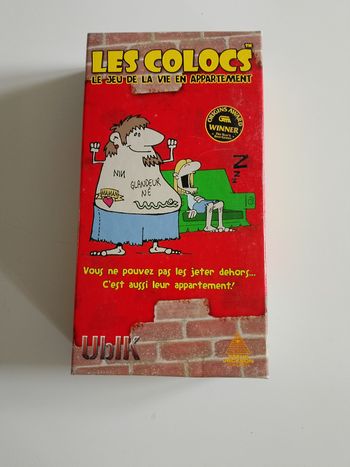 LES COLOCS™
LE JEU DE LA VIE EN APPARTEMENT
ORIGINS AWARD
WINNER
NIN
GLANDEUR
NÉ
MAMAN
Z
Z
Z
Vous ne pouvez pas les jeter dehors...
C'est aussi leur appartement!
UbIK